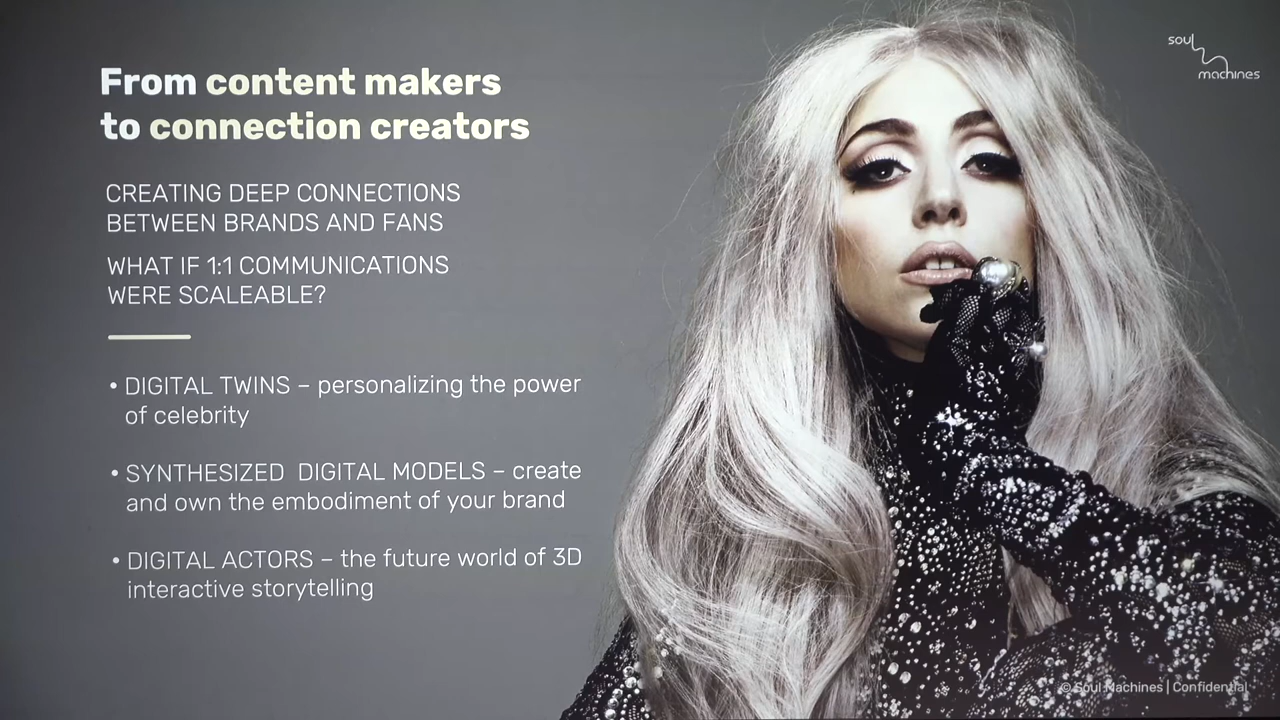 From content makers
to connection creators
soul
machines
CREATING DEEP CONNECTIONS
BETWEEN BRANDS AND FANS
WHAT IF 1:1 COMMUNICATIONS
WERE SCALEABLE?
• DIGITAL TWINS – personalizing the power
of celebrity
• SYNTHESIZED DIGITAL MODELS – create
and own the embodiment of your brand
• DIGITAL ACTORS – the future world of 3D
interactive storytelling
© Soul Machines | Confidential